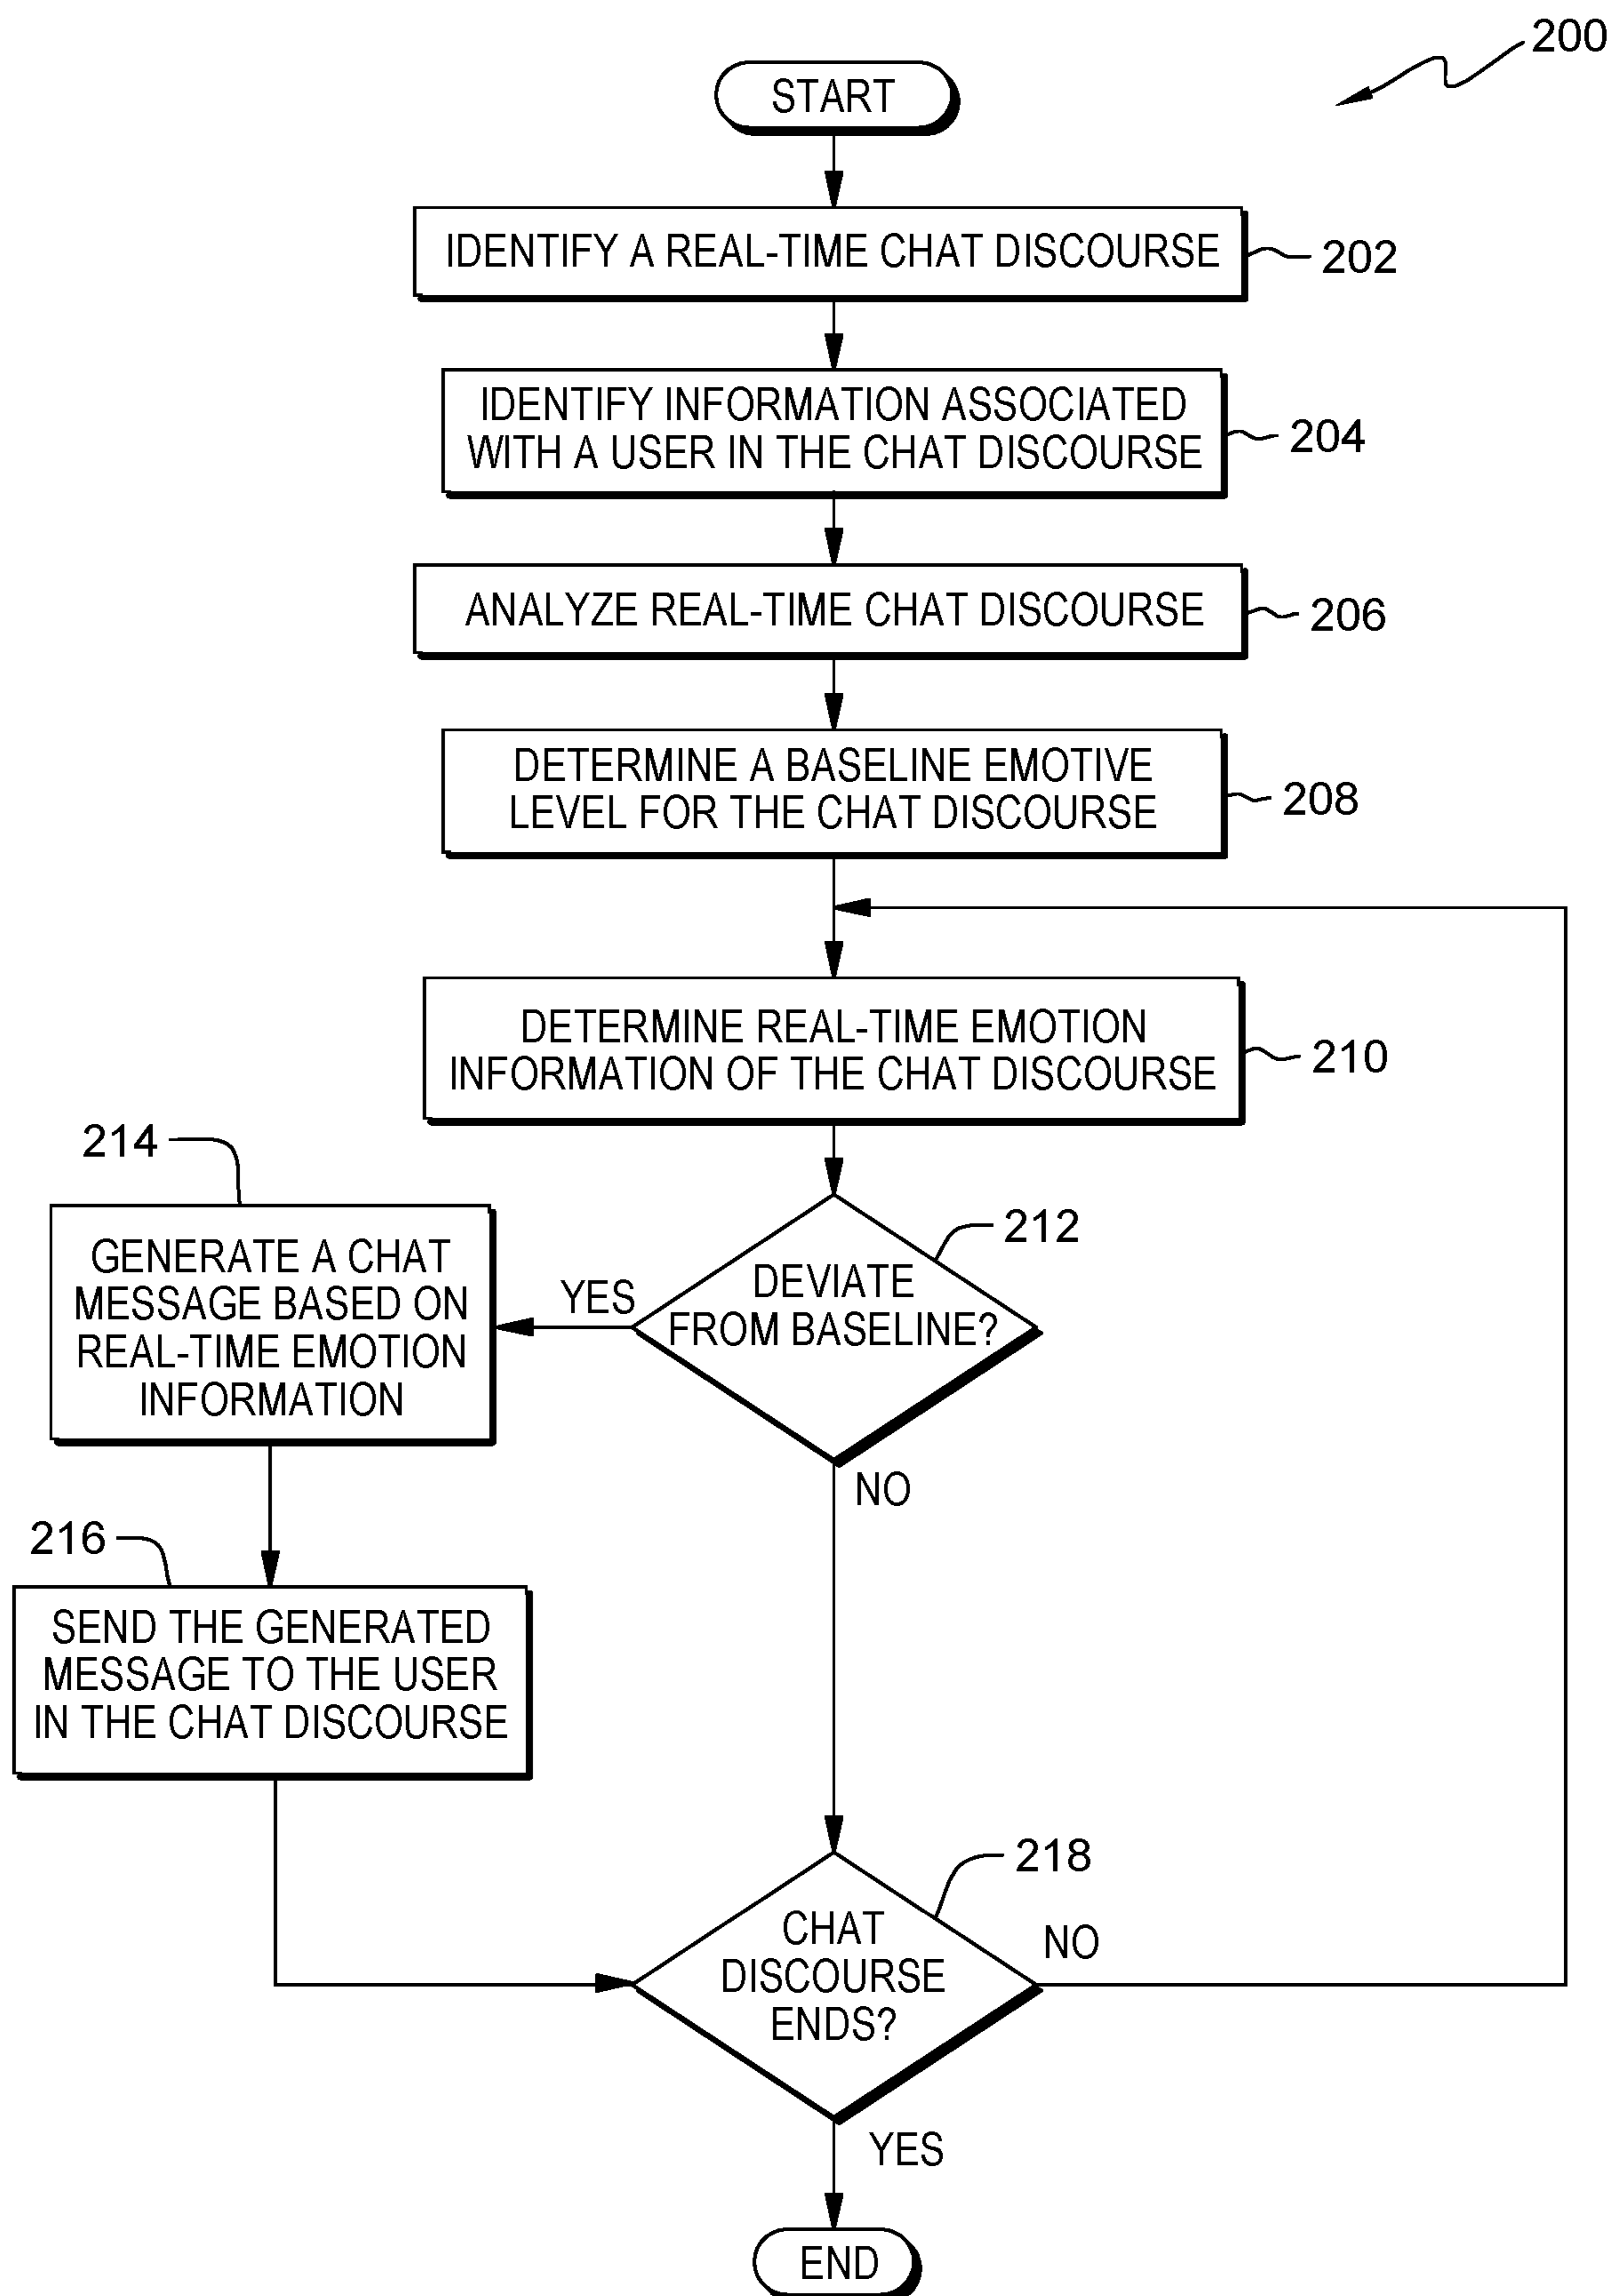 200
START
IDENTIFY A REAL-TIME CHAT DISCOURSE
202
IDENTIFY INFORMATION ASSOCIATED
WITH A USER IN THE CHAT DISCOURSE
204
ANALYZE REAL-TIME CHAT DISCOURSE
206
DETERMINE A BASELINE EMOTIVE
LEVEL FOR THE CHAT DISCOURSE
208
DETERMINE REAL-TIME EMOTION
INFORMATION OF THE CHAT DISCOURSE
210
212
DEVIATE
FROM BASELINE?
YES
NO
214
GENERATE A CHAT
MESSAGE BASED ON
REAL-TIME EMOTION
INFORMATION
216
SEND THE GENERATED
MESSAGE TO THE USER
IN THE CHAT DISCOURSE
218
CHAT
DISCOURSE
ENDS?
NO
YES
END